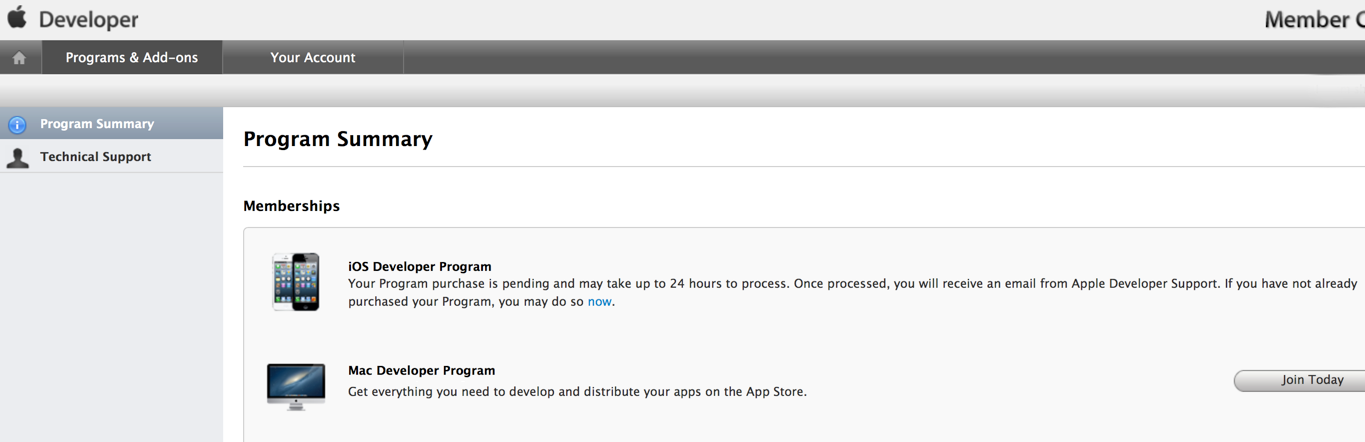 Developer
Member
Programs & Add-ons
Your Account
Program Summary
Technical Support
Program Summary
Memberships
iOS Developer Program
Your Program purchase is pending and may take up to 24 hours to process. Once processed, you will receive an email from Apple Developer Support. If you have not already
purchased your Program, you may do so now.
Mac Developer Program
Get everything you need to develop and distribute your apps on the App Store.
Join Today